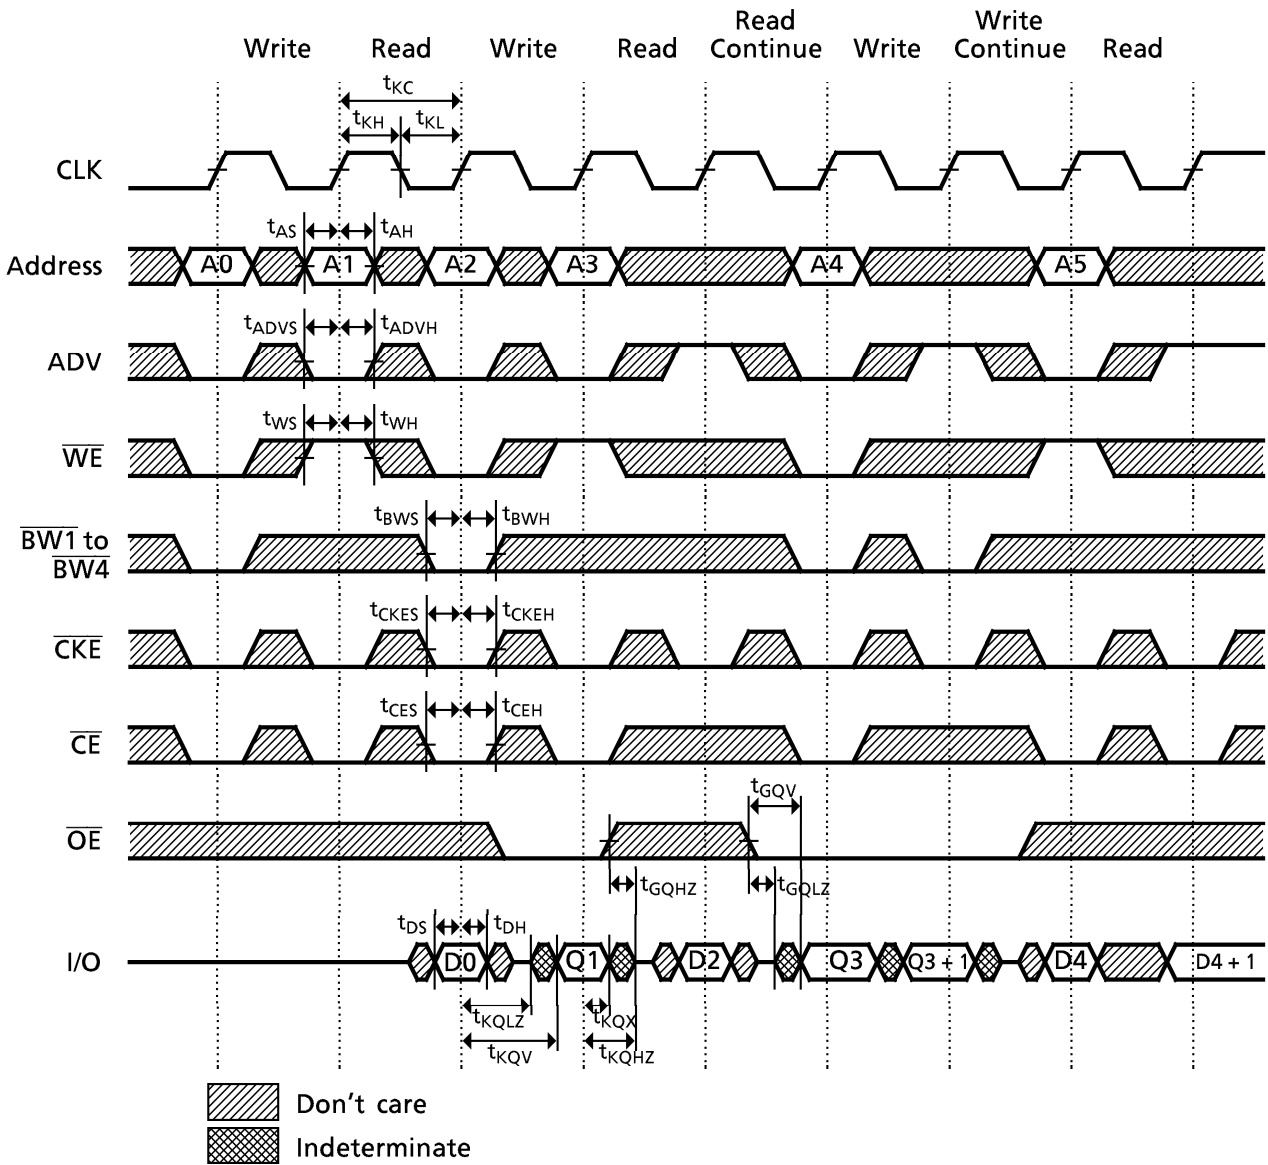 Write Read Write Read Read Continue Write Write Continue Read
tKC
tKH tKL
CLK
tAS tAH
Address A0 A1 A2 A3 A4 A5
tADVS tADVH
ADV
tWS tWH
WE
tBWS tBWH
BW1 to
BW4
tCKES tCKEH
CKE
tCES tCEH
CE
tGQV
OE
tGQHZ tGQLZ
tDS tDH
I/O D0 Q1 D2 Q3 Q3 + 1 D4 D4 + 1
tKQLZ tKQX
tKQV tKQHZ
Don't care
Indeterminate